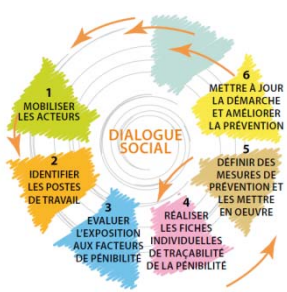 DIALOGUE
SOCIAL
1
MOBILISER
LES ACTEURS
2
IDENTIFIER
LES POSTES
DE TRAVAIL
3
EVALUER
L'EXPOSITION
AUX FACTEURS
DE PÉNIBILITÉ
4
RÉALISER
LES FICHES
INDIVIDUELLES
DE TRAÇABILITÉ
DE LA PÉNIBILITÉ
5
DÉFINIR DES
MESURES DE
PRÉVENTION ET
LES METTRE
EN OEUVRE
6
METTRE À JOUR
LA DÉMARCHE
ET AMÉLIORER
LA PRÉVENTION